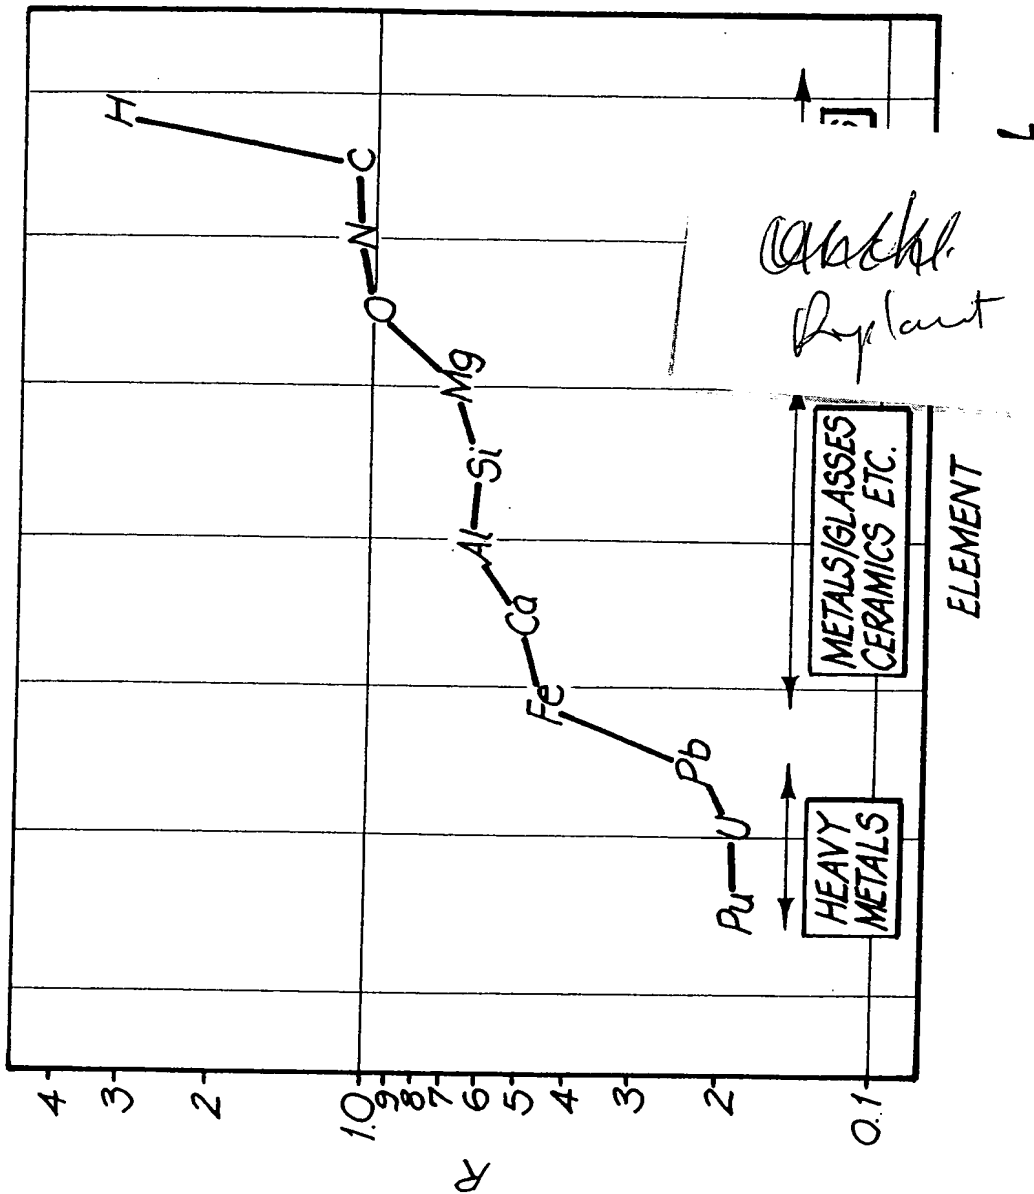 R
4
3
2
1.0
9
8
7
6
5
4
3
2
0.1
Pu
U
Pb
Fe
Ca
Al
Si
Mg
O
N
C
H
HEAVY
METALS
METALS/GLASSES
CERAMICS ETC.
S
ELEMENT